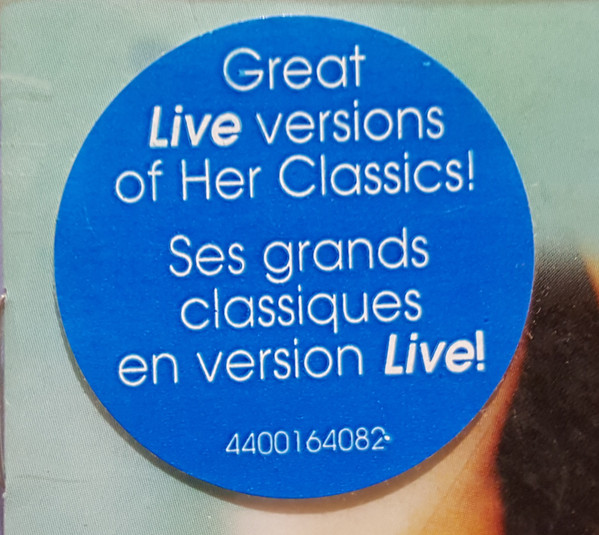 Great
Live versions
of Her Classics!
Ses grands
classiques
en version Live!
4400164082